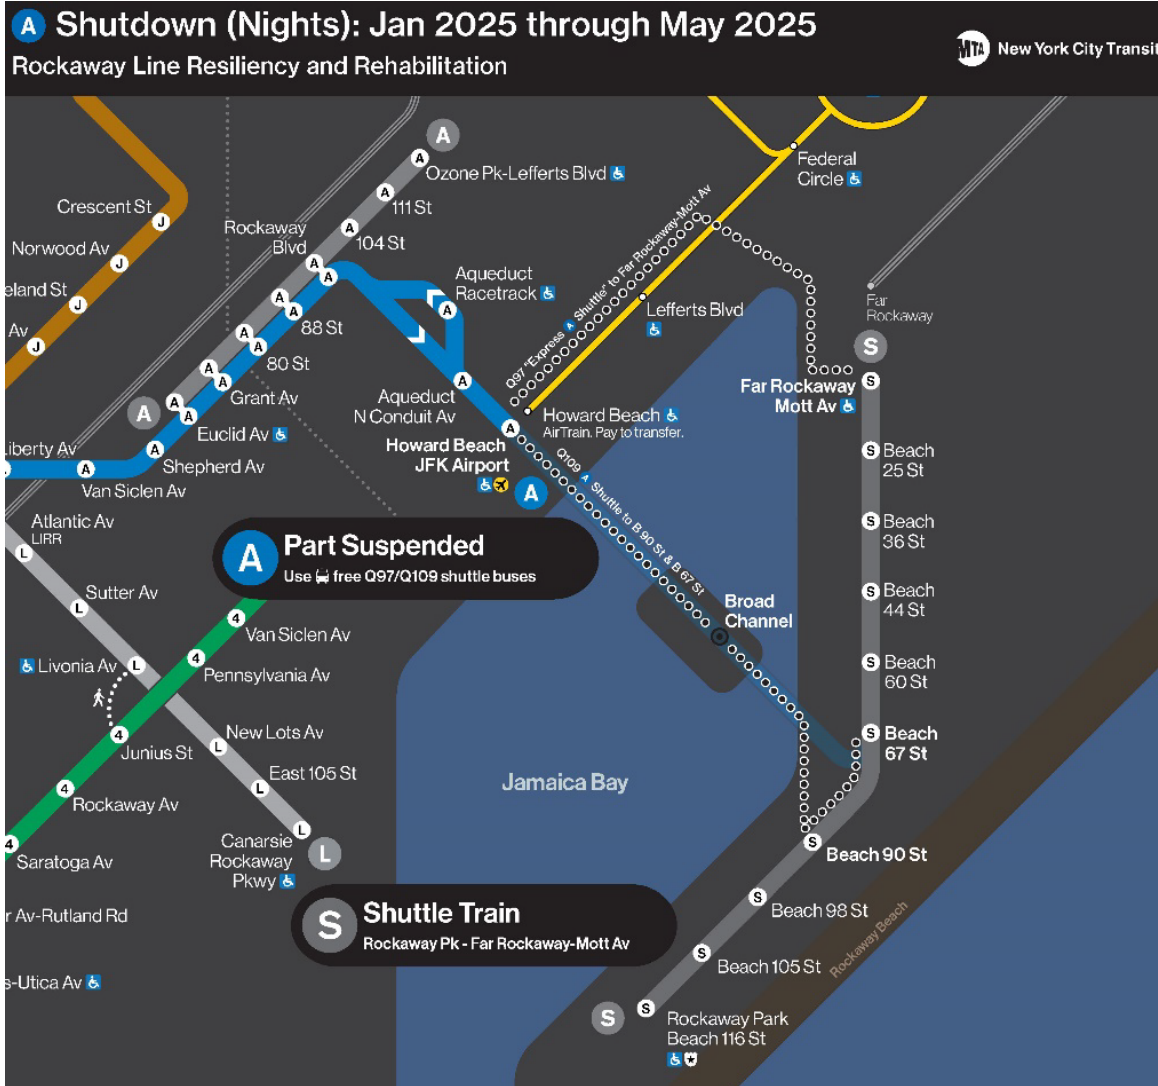 A Shutdown (Nights): Jan 2025 through May 2025
Rockaway Line Resiliency and Rehabilitation
MTA New York City Transit
A
Ozone Pk-Lefferts Blvd
A
111 St
A
104 St
A
Rockaway
Blvd
A
A
88 St
A
A
80 St
A
A
Grant Av
A
A
Euclid Av
A
A
A
Shepherd Av
A
Van Siclen Av
A
Liberty Av
Crescent St
J
Norwood Av
J
eland St
J
Av
J
Aqueduct
Racetrack
A
Aqueduct
N Conduit Av
A
Howard Beach
JFK Airport
A
A
Howard Beach
AirTrain. Pay to transfer.
Lefferts Blvd
Federal
Circle
Q97 "Express A Shuttle" to Far Rockaway-Mott Av
Q109 A Shuttle to B 90 St & B 67 St
Far
Rockaway
S
Far Rockaway
Mott Av
S
Beach
25 St
S
Beach
36 St
S
Beach
44 St
S
Beach
60 St
S
Beach
67 St
S
Broad
Channel
Beach 90 St
S
Beach 98 St
S
Beach 105 St
S
Rockaway Park
Beach 116 St
S
S
Rockaway Beach
Jamaica Bay
A Part Suspended
Use free Q97/Q109 shuttle buses
Atlantic Av
LIRR
L
Sutter Av
L
Livonia Av
L
New Lots Av
L
East 105 St
L
Canarsie
Rockaway
Pkwy
L
L
Van Siclen Av
4
Pennsylvania Av
4
Junius St
4
Rockaway Av
4
Saratoga Av
4
r Av-Rutland Rd
s-Utica Av
S Shuttle Train
Rockaway Pk - Far Rockaway-Mott Av